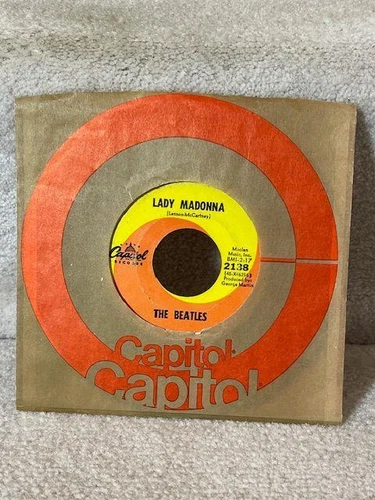 LADY MADONNA
(Lennon-McCartney)
Capitol
RECORDS
Maclen
Music, Inc.
BMI-2:17
2138
Produced by:
George Martin
THE BEATLES
Capitol
Capitol